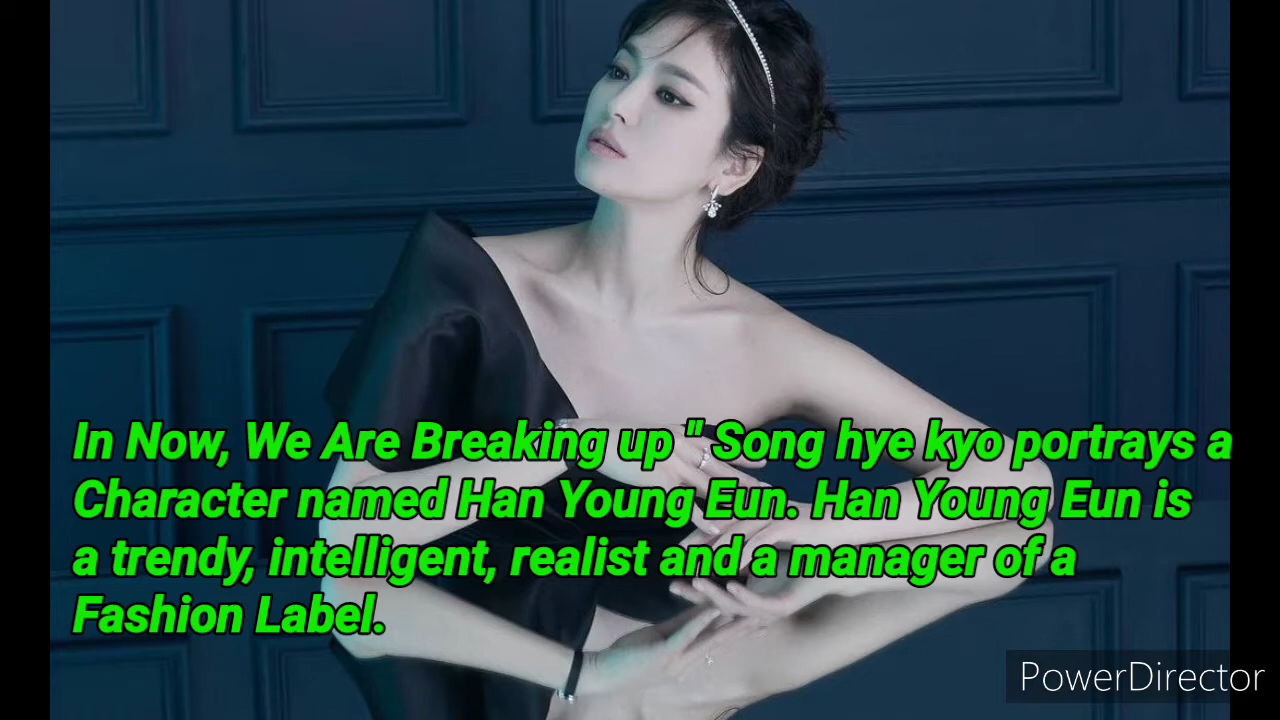 In Now, We Are Breaking up " Song hye kyo portrays a
Character named Han Young Eun. Han Young Eun is
a trendy, intelligent, realist and a manager of a
Fashion Label.
PowerDirector